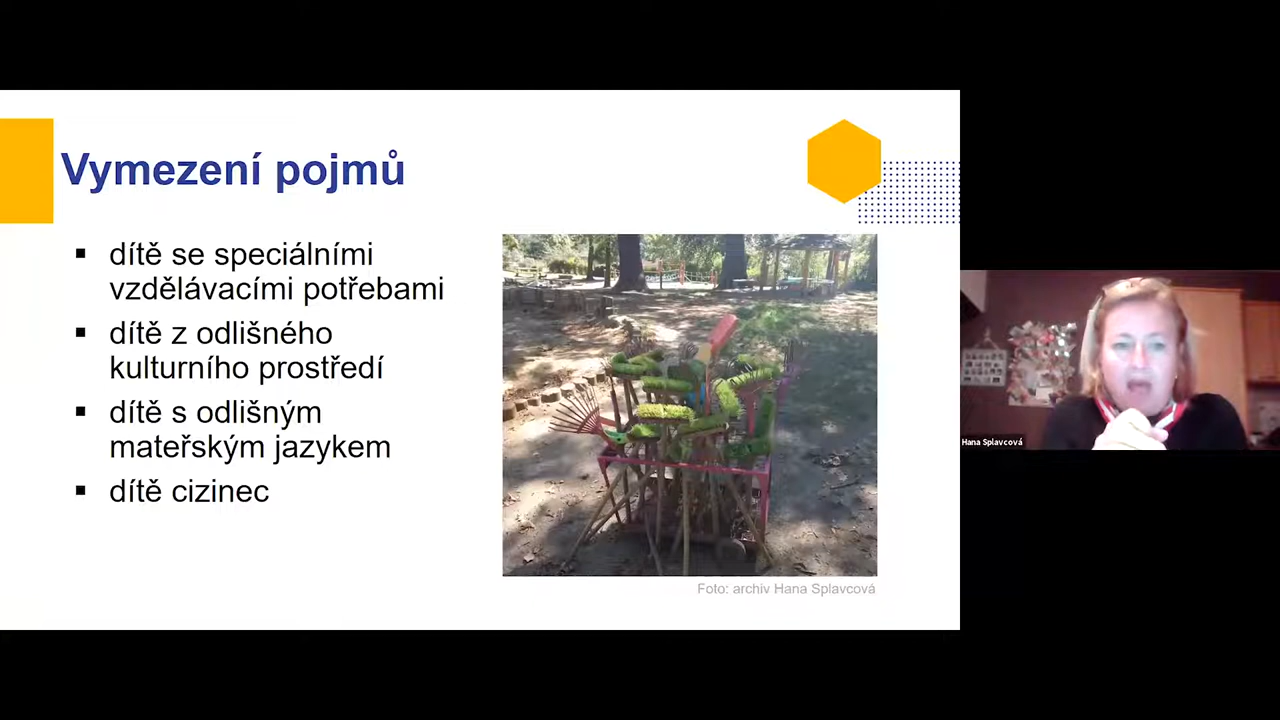 Vymezení pojmů
▪ dítě se speciálními
vzdělávacími potřebami
▪ dítě z odlišného
kulturního prostředí
▪ dítě s odlišným
mateřským jazykem
▪ dítě cizinec
Foto: archiv Hana Splavcová
Hana Splavcová